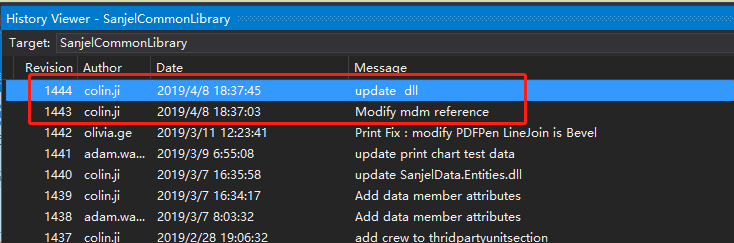 History Viewer - SanjelCommonLibrary
Target: SanjelCommonLibrary
Revision Author Date Message
1444 colin.ji 2019/4/8 18:37:45 update dll
1443 colin.ji 2019/4/8 18:37:03 Modify mdm reference
1442 olivia.ge 2019/3/11 12:23:41 Print Fix : modify PDFPen LineJoin is Bevel
1441 adam.wa... 2019/3/9 6:55:08 update print chart test data
1440 colin.ji 2019/3/7 16:35:58 update SanjelData.Entities.dll
1439 colin.ji 2019/3/7 16:34:17 Add data member attributes
1438 adam.wa... 2019/3/7 8:03:32 Add data member attributes
1437 colin.ji 2019/2/28 19:06:32 add crew to thridpartyunitsection